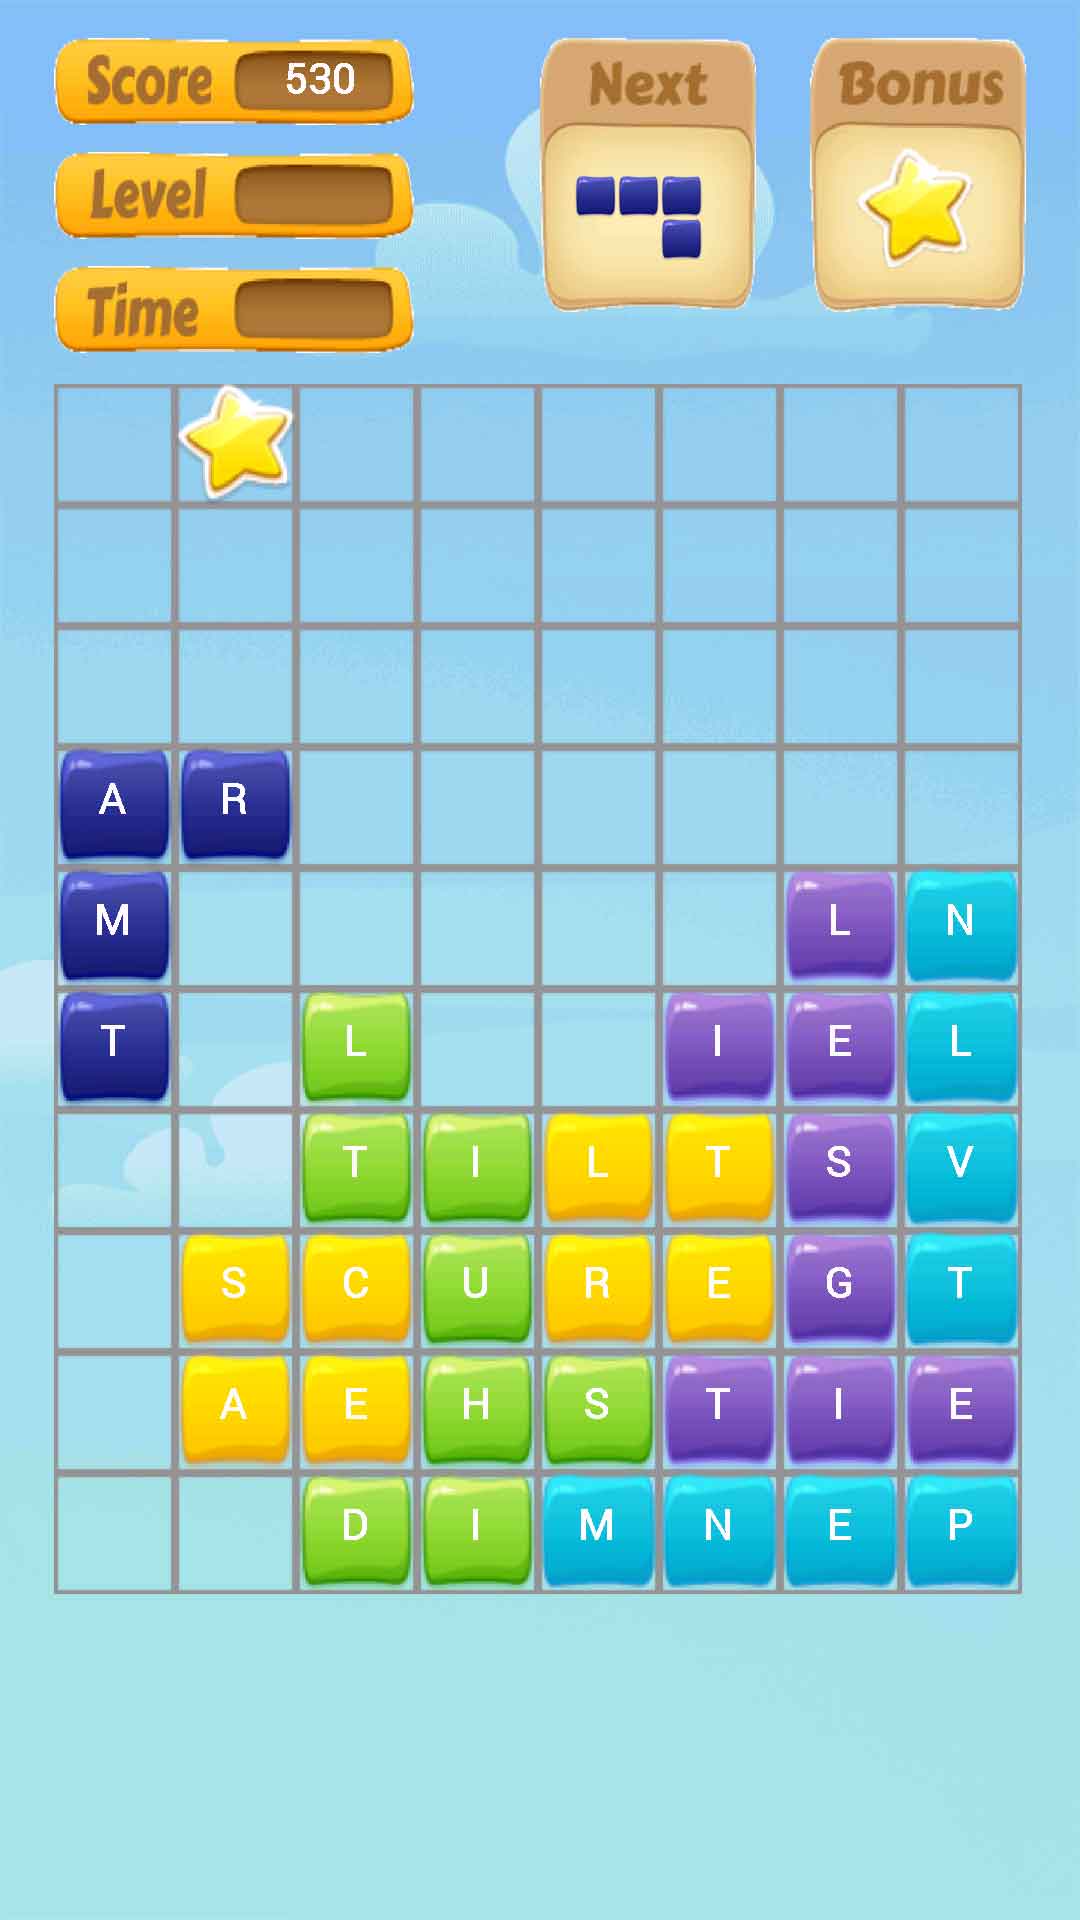 Score 530
Next
Bonus
Level
Time
A R
M L N
T L I E L
T I L T S V
S C U R E G T
A E H S T I E
D I M N E P